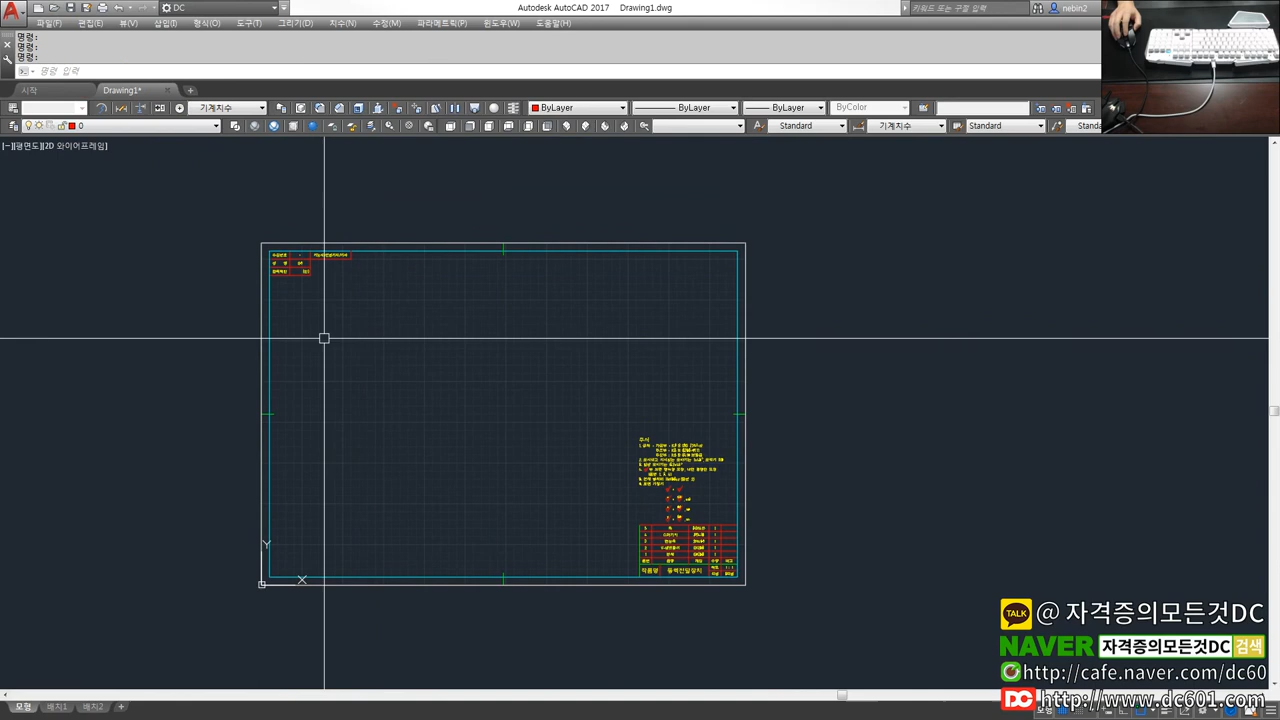 DC
Autodesk AutoCAD 2017 Drawing1.dwg
키워드 또는 구절 입력
nebin2
파일(F) 편집(E) 뷰(V) 삽입(I) 형식(O) 도구(T) 그리기(D) 치수(N) 수정(M) 파라메트릭(P) 윈도우(W) 도움말(H)
명령:
명령:
명령:
명령 입력
시작 Drawing1*
기계치수 ByLayer ByLayer ByLayer ByColor
0 Standard 기계치수 Standard Standa
[-][평면도][2D 와이어프레임]
주서
Y
X
작품명 동력전달장치
TALK @ 자격증의모든것DC
NAVER 자격증의모든것DC 검색
http://cafe.naver.com/dc60
DC http://www.dc601.com
모형 배치1 배치2
모형